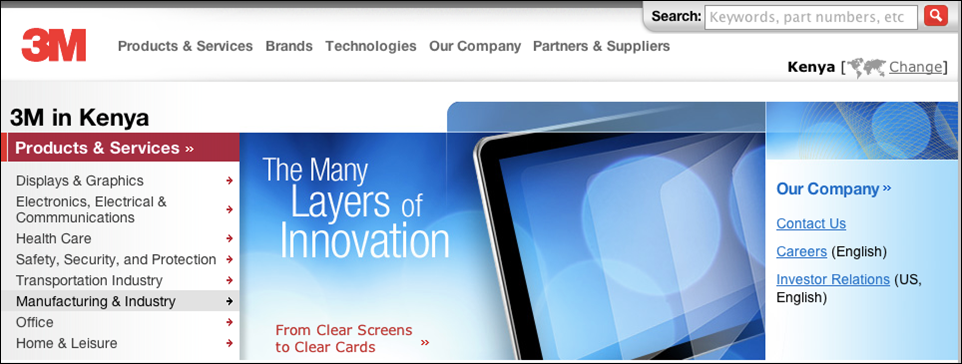 Search: Keywords, part numbers, etc
3M
Products & Services Brands Technologies Our Company Partners & Suppliers
Kenya [Change]
3M in Kenya
Products & Services »
Displays & Graphics
Electronics, Electrical &
Commmunications
Health Care
Safety, Security, and Protection
Transportation Industry
Manufacturing & Industry
Office
Home & Leisure
The Many
Layers of
Innovation
From Clear Screens
to Clear Cards »
Our Company »
Contact Us
Careers (English)
Investor Relations (US,
English)